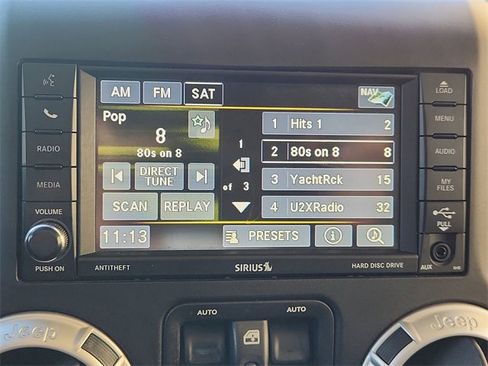 AM FM SAT NAV
LOAD
Pop
8
80s on 8
1
of 3
1 Hits 1 2
2 80s on 8 8
3 YachtRck 15
4 U2XRadio 32
DIRECT
TUNE
SCAN REPLAY
11:13 PRESETS
RADIO
MEDIA
VOLUME
PUSH ON
MENU
AUDIO
MY
FILES
PULL
AUX
ANTITHEFT SIRIUS HARD DISC DRIVE
AUTO AUTO
Jeep Jeep